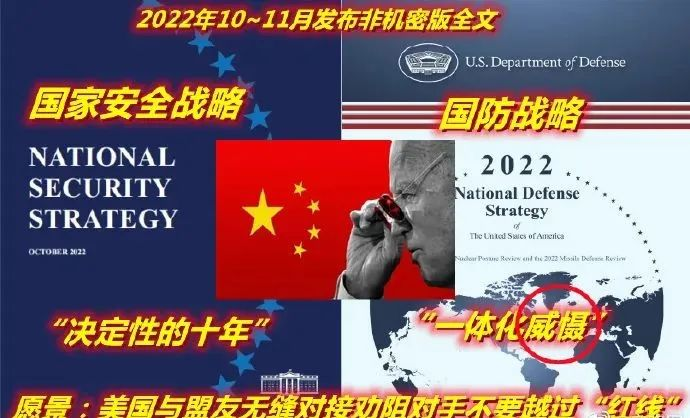 2022年10~11月发布非机密版全文
国家安全战略
NATIONAL
SECURITY
STRATEGY
OCTOBER 2022
U.S. Department of Defense
国防战略
2022
National Defense
Strategy
of
The United States of America
Nuclear Posture Review and the 2022 Missile Defense Review
“决定性的十年”
“一体化威慑”
愿景：美国与盟友无缝对接劝阻对手不要越过“红线”